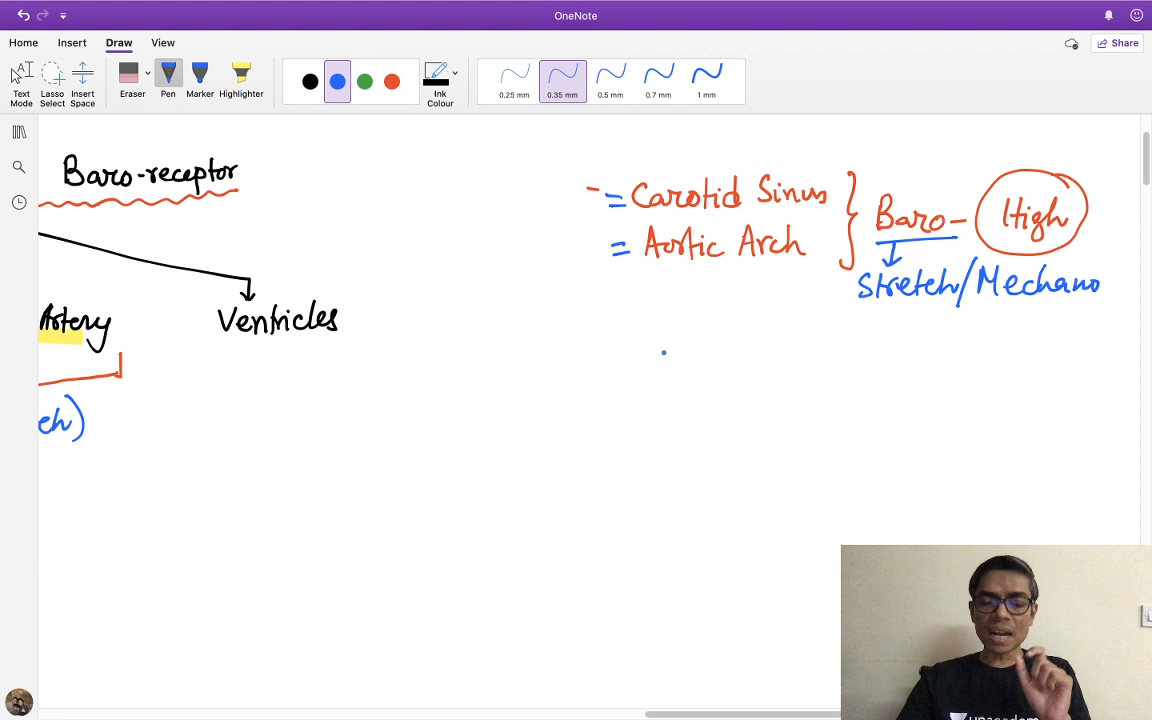 OneNote
Home Insert Draw View
Share
Text Mode
Lasso Select
Insert Space
Eraser
Pen
Marker
Highlighter
Ink Colour
0.25 mm 0.35 mm 0.5 mm 0.7 mm 1 mm
Baro-receptor
Artery
Ventricles
ch)
= Carotid Sinus
= Aortic Arch
Baro- High
Stretch/Mechano